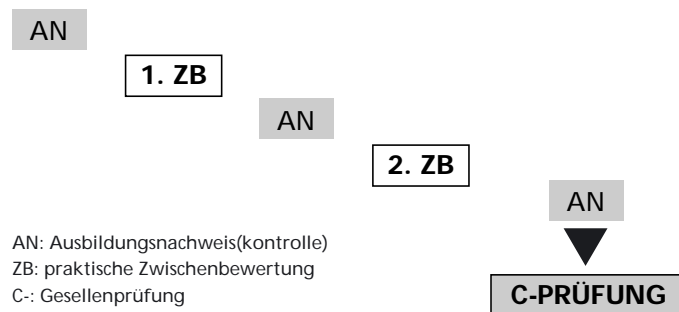 AN
1. ZB
AN
2. ZB
AN
AN: Ausbildungsnachweis(kontrolle)
ZB: praktische Zwischenbewertung
C-: Gesellenprüfung
C-PRÜFUNG